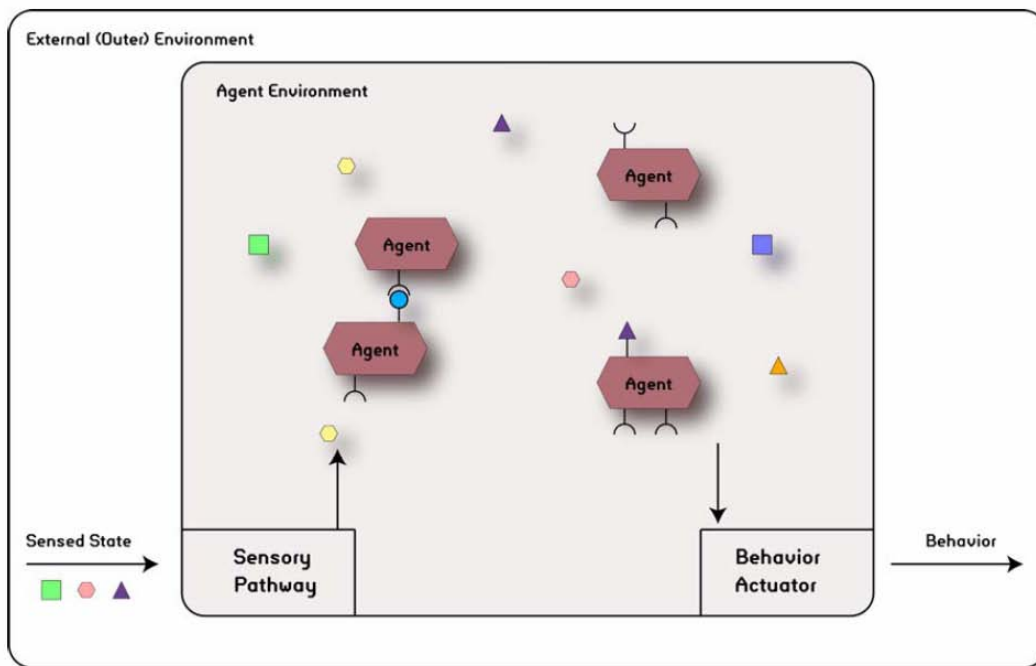 External (Outer) Environment
Agent Environment
Agent
Agent
Agent
Agent
Sensed State
Sensory
Pathway
Behavior
Actuator
Behavior